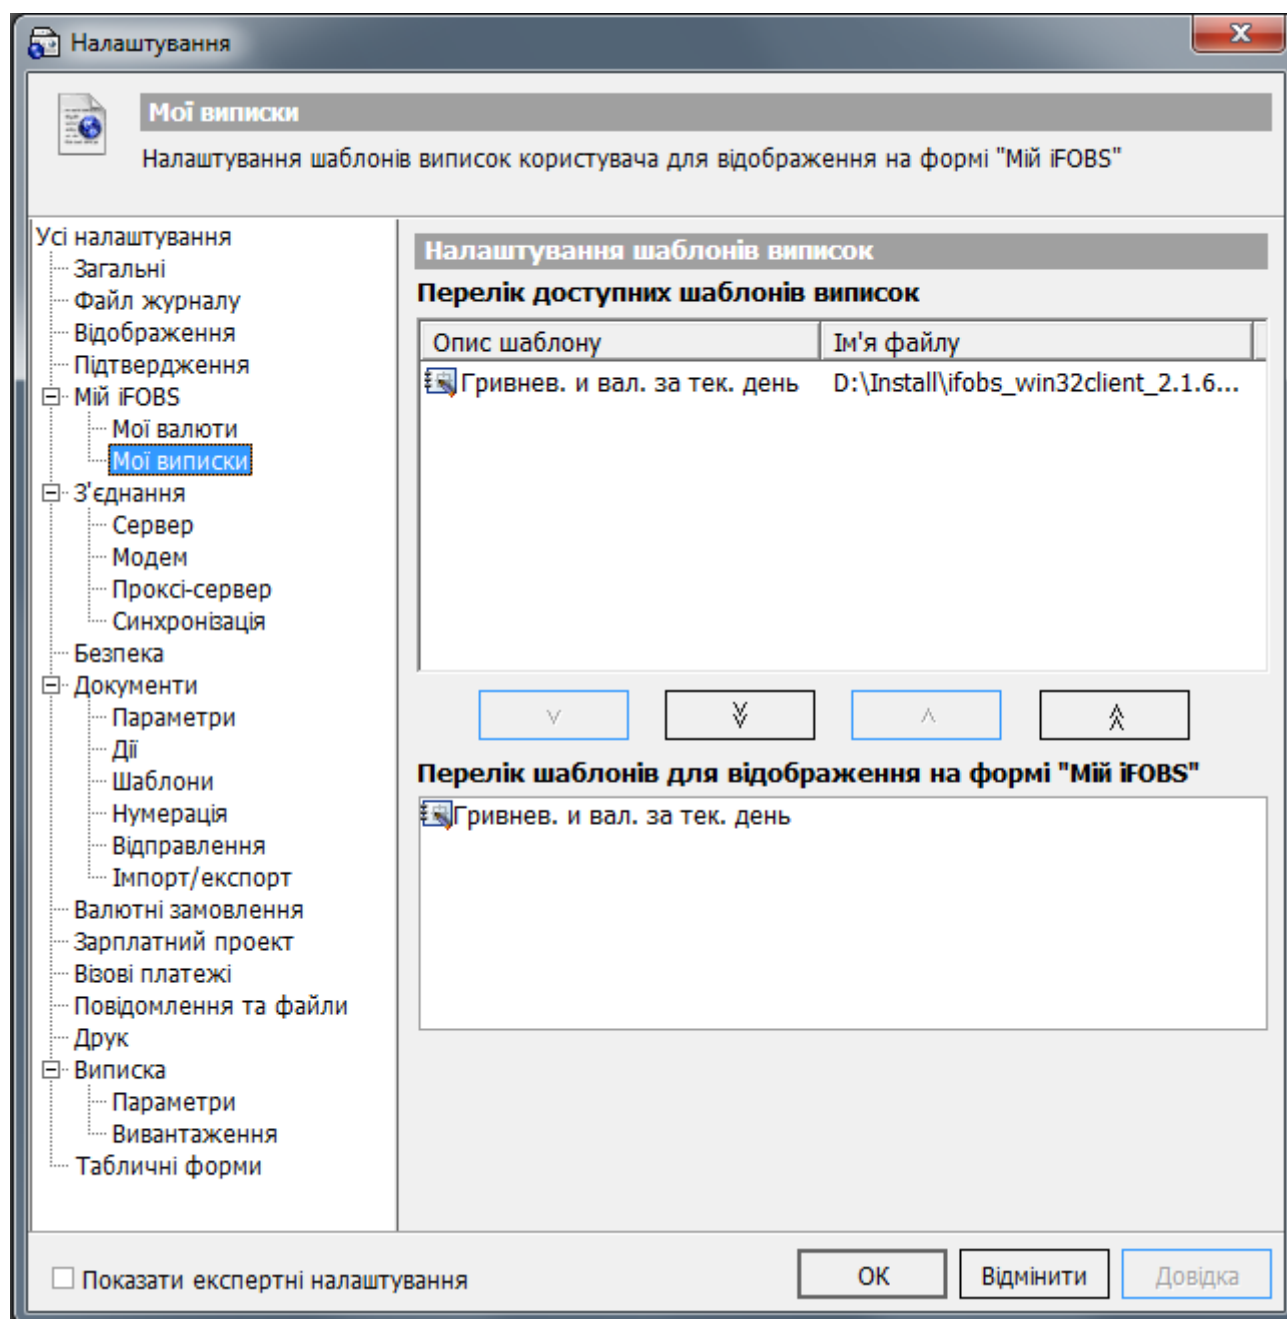 Налаштування
Мої виписки
Налаштування шаблонів виписок користувача для відображення на формі "Мій iFOBS"
Усі налаштування
Загальні
Файл журналу
Відображення
Підтвердження
Мій iFOBS
Мої валюти
Мої виписки
З'єднання
Сервер
Модем
Проксі-сервер
Синхронізація
Безпека
Документи
Параметри
Дії
Шаблони
Нумерація
Відправлення
Імпорт/експорт
Валютні замовлення
Зарплатний проект
Візові платежі
Повідомлення та файли
Друк
Виписка
Параметри
Вивантаження
Табличні форми
Налаштування шаблонів виписок
Перелік доступних шаблонів виписок
Опис шаблону Ім'я файлу
Гривнев. и вал. за тек. день D:\Install\ifobs_win32client_2.1.6...
Перелік шаблонів для відображення на формі "Мій iFOBS"
Гривнев. и вал. за тек. день
Показати експертні налаштування
ОК Відмінити Довідка